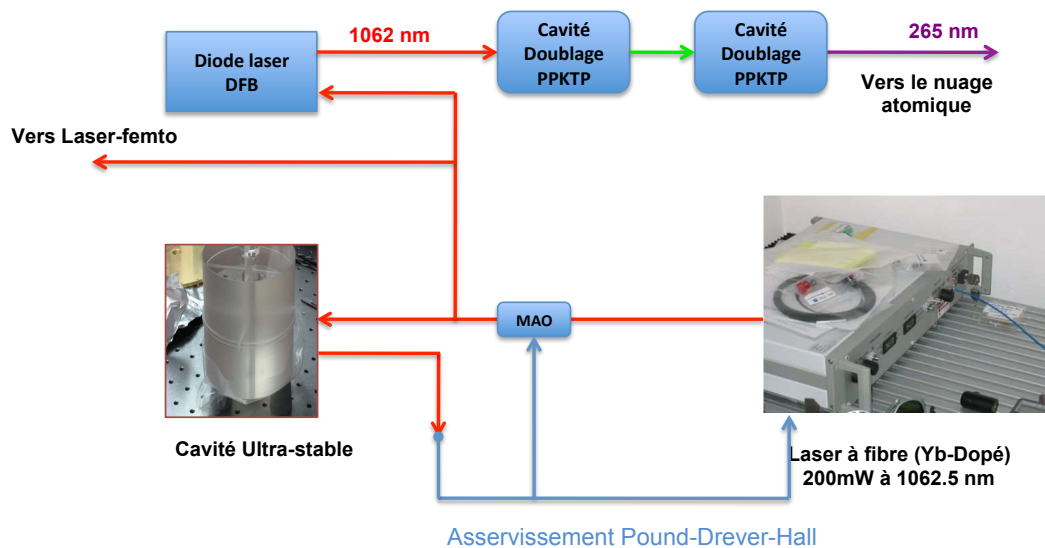 1062 nm
Diode laser
DFB
Cavité
Doublage
PPKTP
Cavité
Doublage
PPKTP
265 nm
Vers le nuage
atomique
Vers Laser-femto
MAO
Cavité Ultra-stable
Laser à fibre (Yb-Dopé)
200mW à 1062.5 nm
Asservissement Pound-Drever-Hall